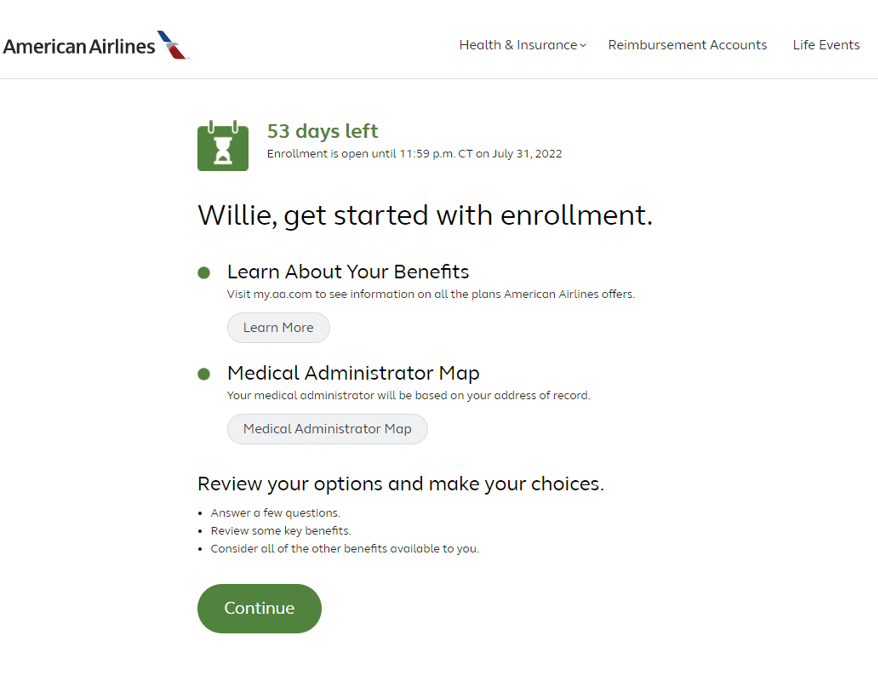 American Airlines
Health & Insurance
Reimbursement Accounts
Life Events
53 days left
Enrollment is open until 11:59 p.m. CT on July 31, 2022
Willie, get started with enrollment.
Learn About Your Benefits
Visit my.aa.com to see information on all the plans American Airlines offers.
Learn More
Medical Administrator Map
Your medical administrator will be based on your address of record.
Medical Administrator Map
Review your options and make your choices.
Answer a few questions.
Review some key benefits.
Consider all of the other benefits available to you.
Continue